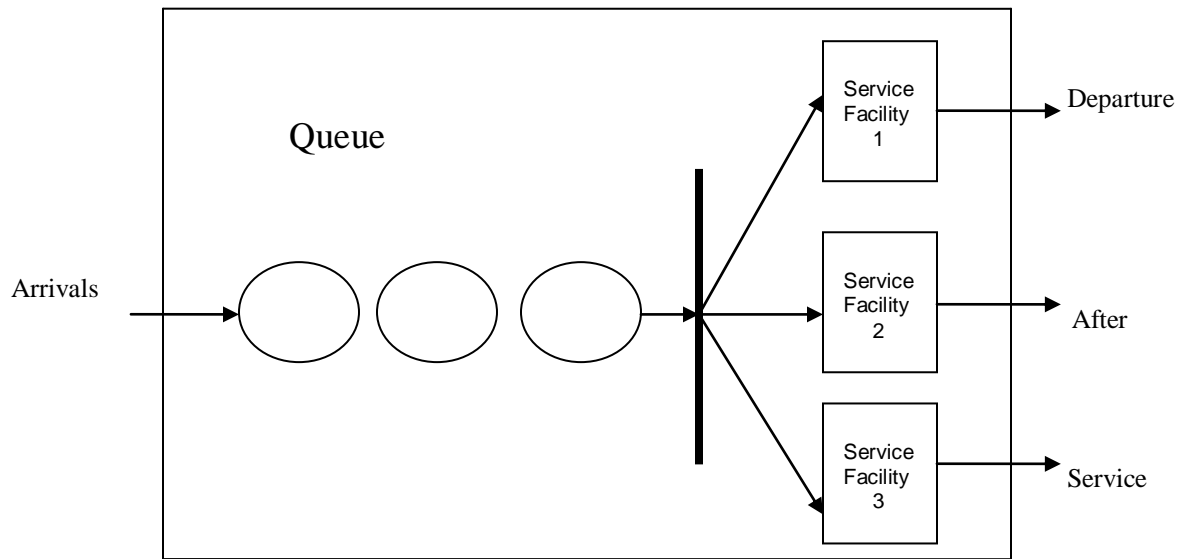 Queue
Arrivals
Service
Facility
1
Departure
Service
Facility
2
After
Service
Facility
3
Service